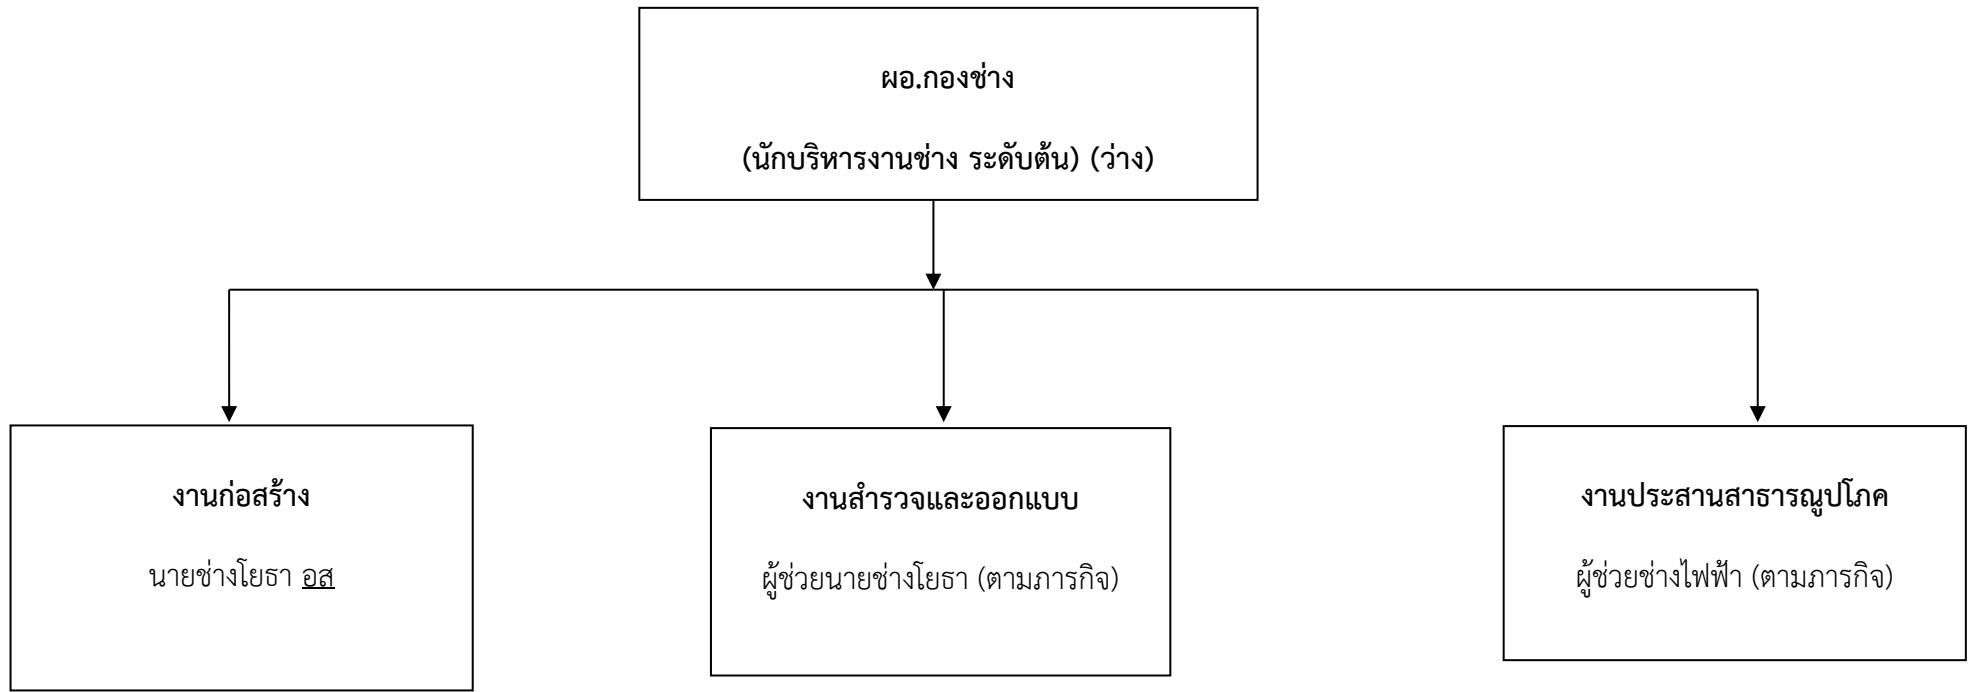 ผอ.กองช่าง
(นักบริหารงานช่าง ระดับต้น) (ว่าง)
งานก่อสร้าง
นายช่างโยธา อส
งานสำรวจและออกแบบ
ผู้ช่วยนายช่างโยธา (ตามภารกิจ)
งานประสานสาธารณูปโภค
ผู้ช่วยช่างไฟฟ้า (ตามภารกิจ)